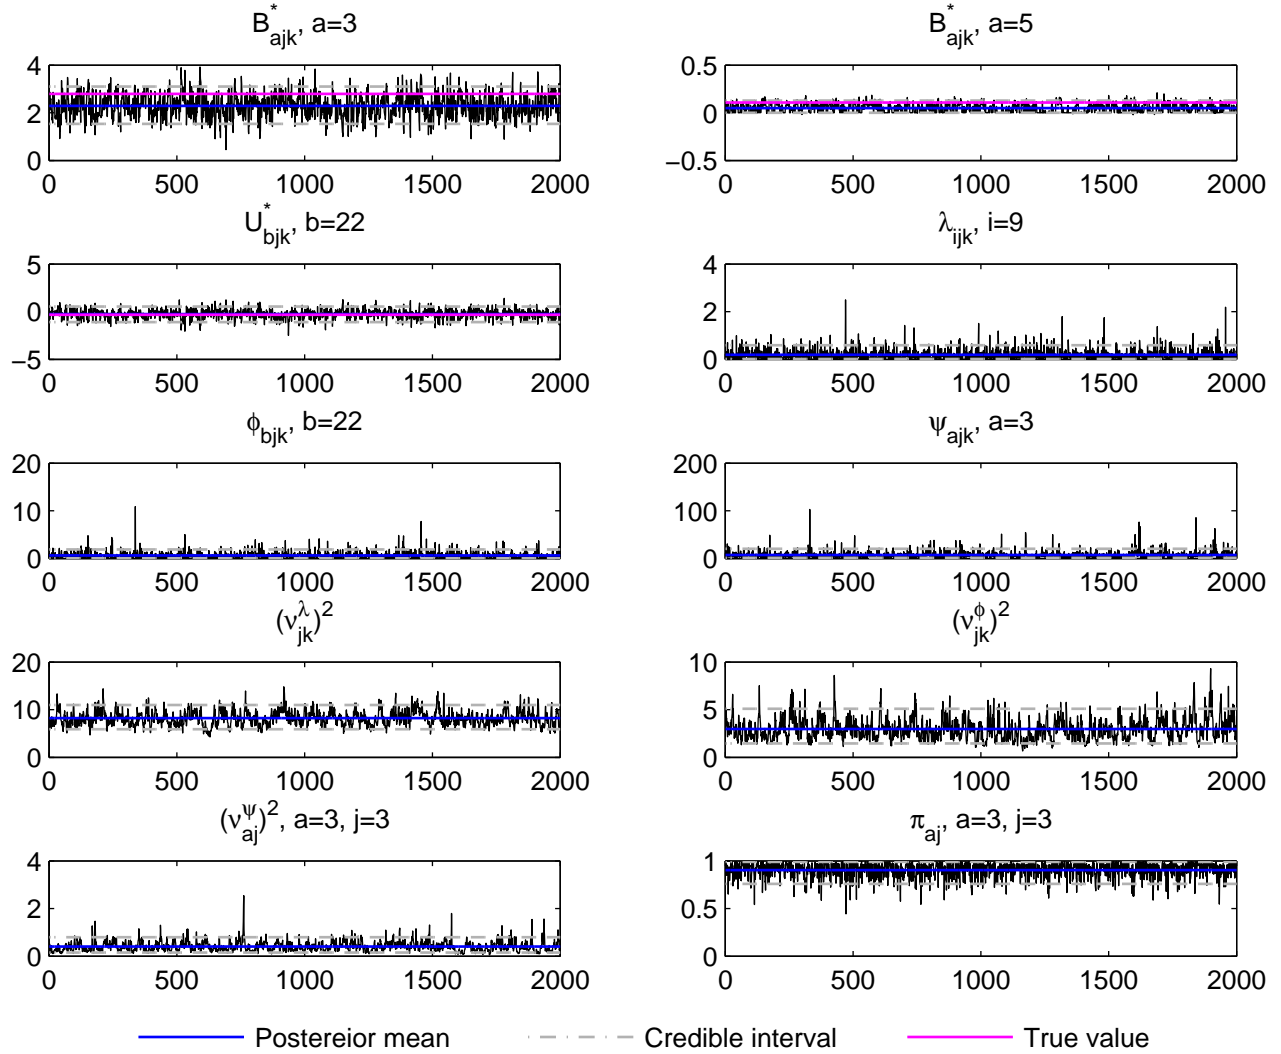 B*ajk, a=3
4
2
0
0 500 1000 1500 2000
B*ajk, a=5
0.5
0
−0.5
0 500 1000 1500 2000
U*bjk, b=22
5
0
−5
0 500 1000 1500 2000
λijk, i=9
4
2
0
0 500 1000 1500 2000
ϕbjk, b=22
20
10
0
0 500 1000 1500 2000
ψajk, a=3
200
100
0
0 500 1000 1500 2000
(νλjk)2
20
10
0
0 500 1000 1500 2000
(νϕjk)2
10
5
0
0 500 1000 1500 2000
(νψaj)2, a=3, j=3
4
2
0
0 500 1000 1500 2000
πaj, a=3, j=3
1
0.5
0
0 500 1000 1500 2000
Postereior mean Credible interval True value